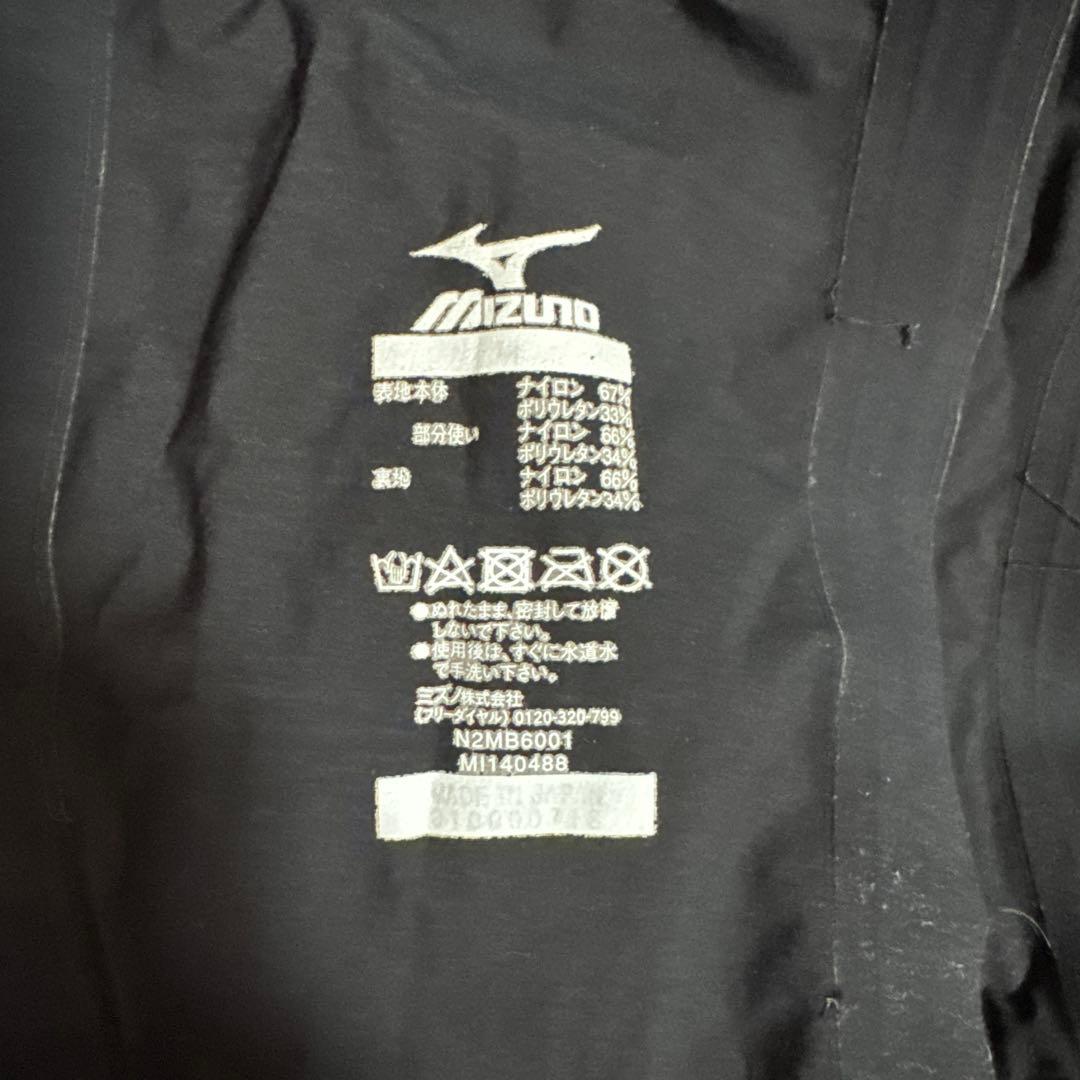 MIZUNO
表地本体 ナイロン 67%
ポリウレタン33%
部分使い ナイロン 66%
ポリウレタン34%
裏地 ナイロン 66%
ポリウレタン34%
●ぬれたまま、密封して放置
しないで下さい。
●使用後は、すぐに水道水
で手洗い下さい。
ミズノ株式会社
(フリーダイヤル) 0120-320-799
N2MB6001
MI140488
MADE IN JAPAN